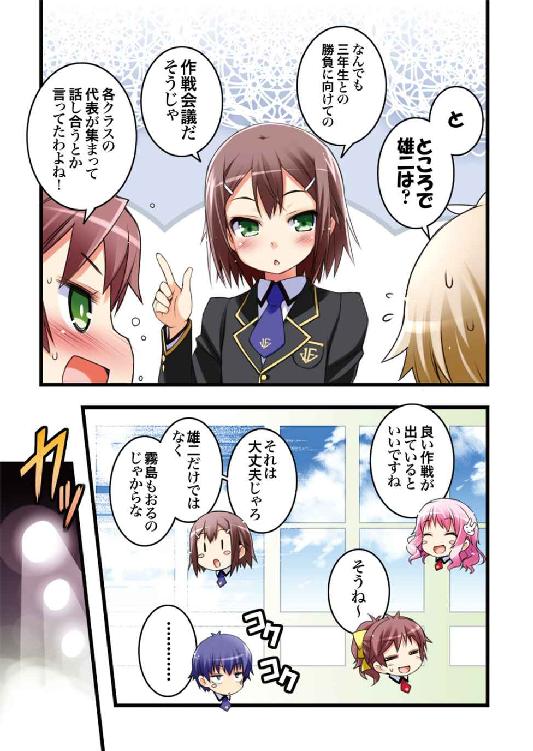 と
ところで
雄二は?
なんでも
三年生との
勝負に向けての
作戦会議だ
そうじゃ
各クラスの
代表が集まって
話し合うとか
言ってたわよね!
良い作戦が
出ていると
いいですね
そうね~
それは
大丈夫じゃろ
雄二だけでは
なく
霧島もおるの
じゃからな
コク
コク
………
カッ